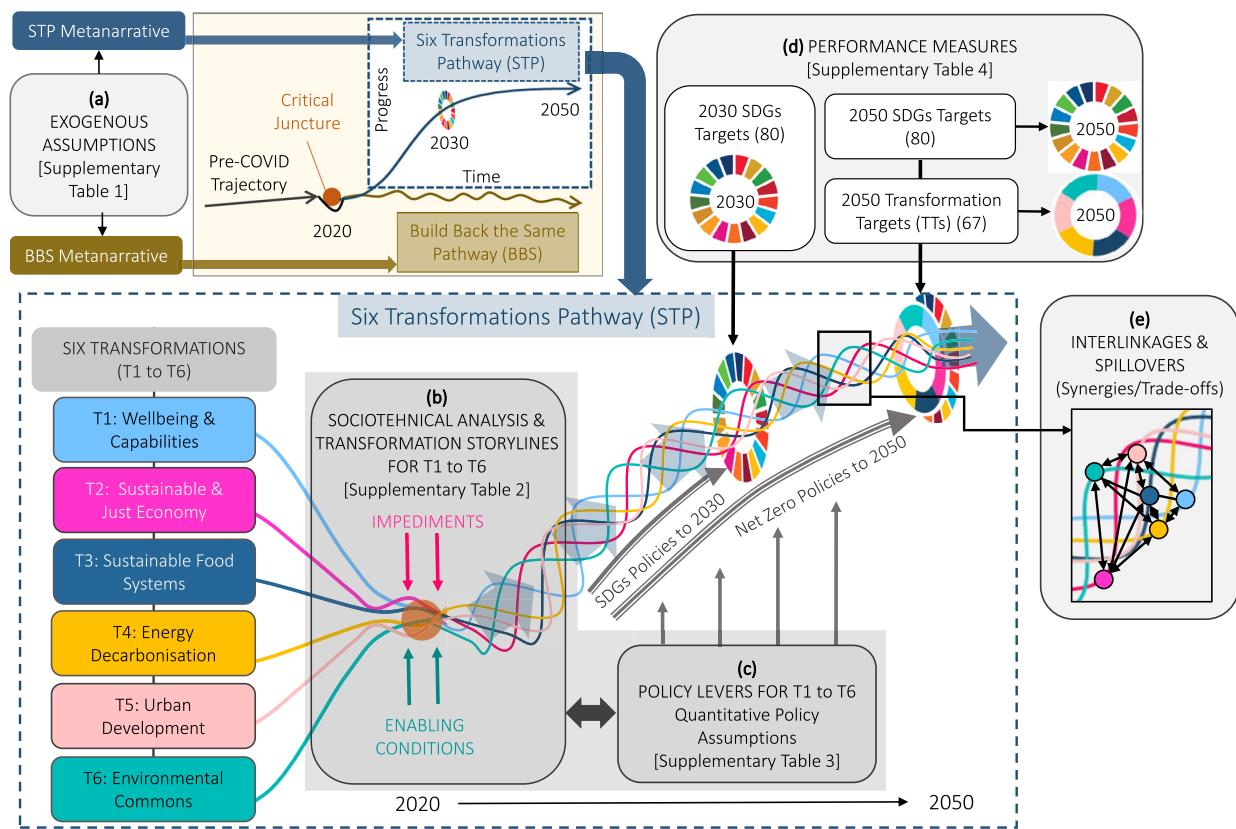 STP Metanarrative
(a)
EXOGENOUS
ASSUMPTIONS
[Supplementary
Table 1]
BBS Metanarrative
Six Transformations
Pathway (STP)
Progress
2050
2030
Time
Critical
Juncture
Pre-COVID
Trajectory
2020
Build Back the Same
Pathway (BBS)
(d) PERFORMANCE MEASURES
[Supplementary Table 4]
2030 SDGs
Targets (80)
2030
2050 SDGs Targets
(80)
2050
2050 Transformation
Targets (TTs) (67)
2050
Six Transformations Pathway (STP)
SIX TRANSFORMATIONS
(T1 to T6)
T1: Wellbeing &
Capabilities
T2:  Sustainable &
Just Economy
T3: Sustainable Food
Systems
T4: Energy
Decarbonisation
T5: Urban
Development
T6: Environmental
Commons
(b)
SOCIOTEHNICAL ANALYSIS &
TRANSFORMATION STORYLINES
FOR T1 to T6
[Supplementary Table 2]
IMPEDIMENTS
ENABLING
CONDITIONS
SDGs Policies to 2030
Net Zero Policies to 2050
(c)
POLICY LEVERS FOR T1 to T6
Quantitative Policy
Assumptions
[Supplementary Table 3]
2020
2050
(e)
INTERLINKAGES &
SPILLOVERS
(Synergies/Trade-offs)